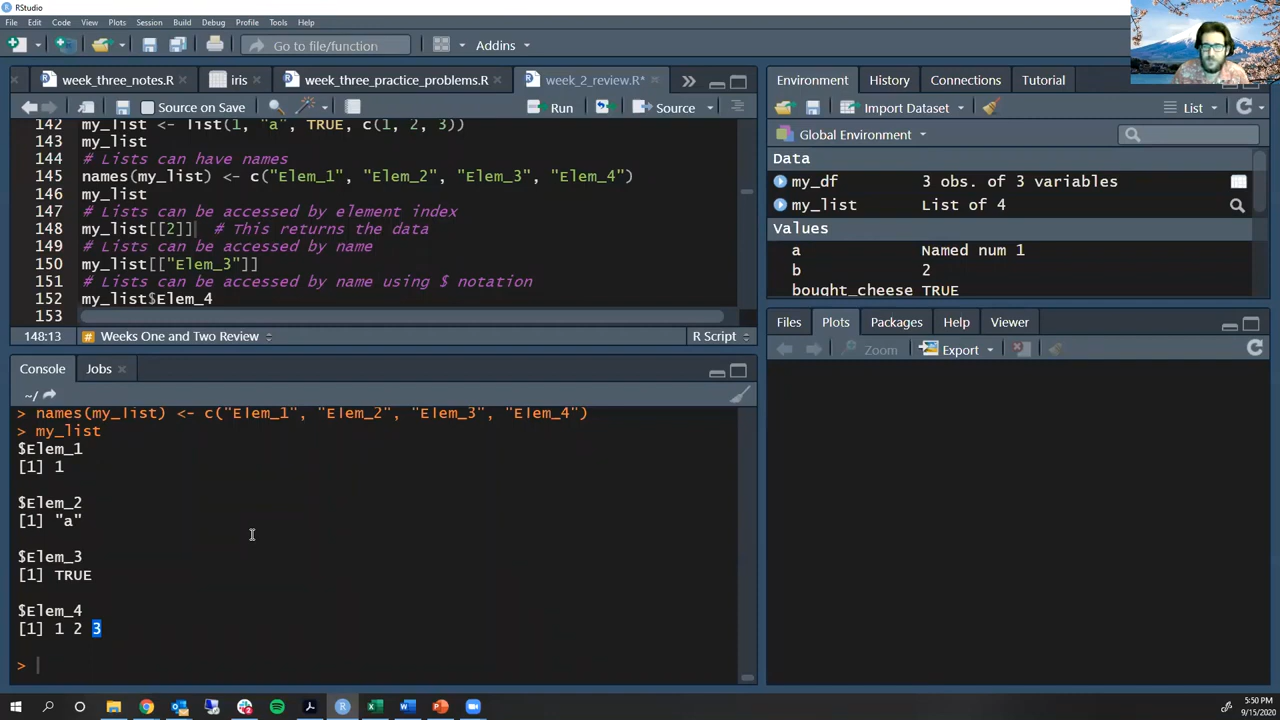 RStudio
File Edit Code View Plots Session Build Debug Profile Tools Help
Go to file/function Addins
week_three_notes.R iris week_three_practice_problems.R week_2_review.R*
Source on Save Run Source
142 my_list <- list(1, "a", TRUE, c(1, 2, 3))
143 my_list
144 # Lists can have names
145 names(my_list) <- c("Elem_1", "Elem_2", "Elem_3", "Elem_4")
146 my_list
147 # Lists can be accessed by element index
148 my_list[[2]] # This returns the data
149 # Lists can be accessed by name
150 my_list[["Elem_3"]]
151 # Lists can be accessed by name using $ notation
152 my_list$Elem_4
153
148:13 # Weeks One and Two Review R Script
Console Jobs
~/
> names(my_list) <- c("Elem_1", "Elem_2", "Elem_3", "Elem_4")
> my_list
$Elem_1
[1] 1
$Elem_2
[1] "a"
$Elem_3
[1] TRUE
$Elem_4
[1] 1 2 3
>
Environment History Connections Tutorial
Import Dataset List
Global Environment
Data
my_df 3 obs. of 3 variables
my_list List of 4
Values
a Named num 1
b 2
bought_cheese TRUE
Files Plots Packages Help Viewer
Zoom Export
5:50 PM
9/15/2020